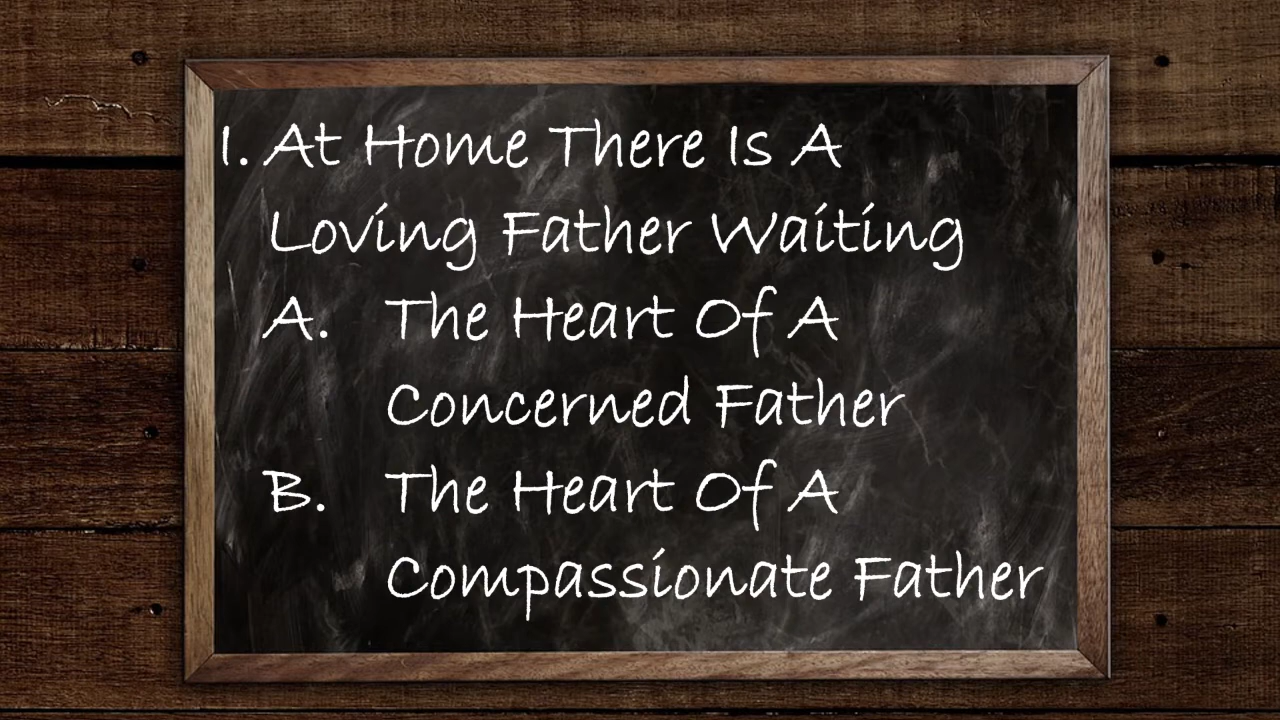 I. At Home There Is A
Loving Father Waiting
A. The Heart Of A
Concerned Father
B. The Heart Of A
Compassionate Father